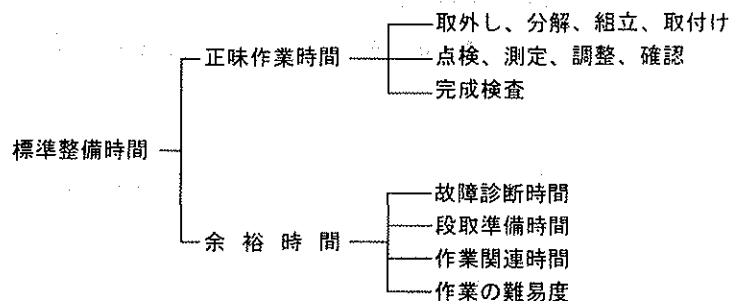 取外し、分解、組立、取付け
正味作業時間
点検、測定、調整、確認
完成検査
標準整備時間
故障診断時間
段取準備時間
余裕時間
作業関連時間
作業の難易度